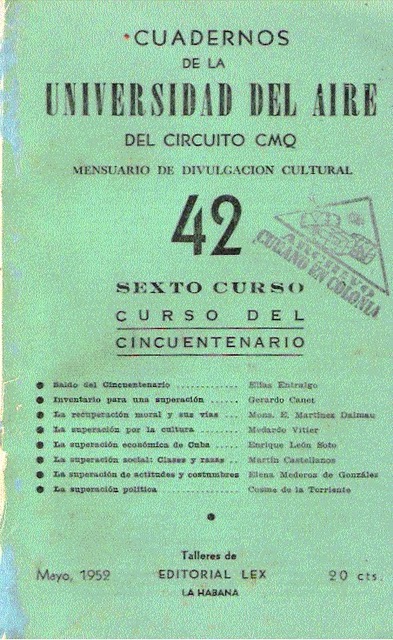 CUADERNOS
DE LA
UNIVERSIDAD DEL AIRE
DEL CIRCUITO CMQ
MENSUARIO DE DIVULGACION CULTURAL
42
ARCHIVO
CUBANO EN COLONIA
SEXTO CURSO
CURSO DEL
CINCUENTENARIO
● Saldo del Cincuentenario ........... Elías Entralgo
● Inventario para una superación ...... Gerardo Canet
● La recuperación moral y sus vías ... Mons. E. Martínez Dalmau
● La superación por la cultura ........ Medardo Vitier
● La superación económica de Cuba ..... Enrique León Soto
● La superación social: Clases y razas .. Martín Castellanos
● La superación de actitudes y costumbres Elena Mederos de Gonzáles
● La superación política .............. Cosme de la Torriente
Talleres de
Mayo, 1952 EDITORIAL LEX 20 cts.
LA HABANA